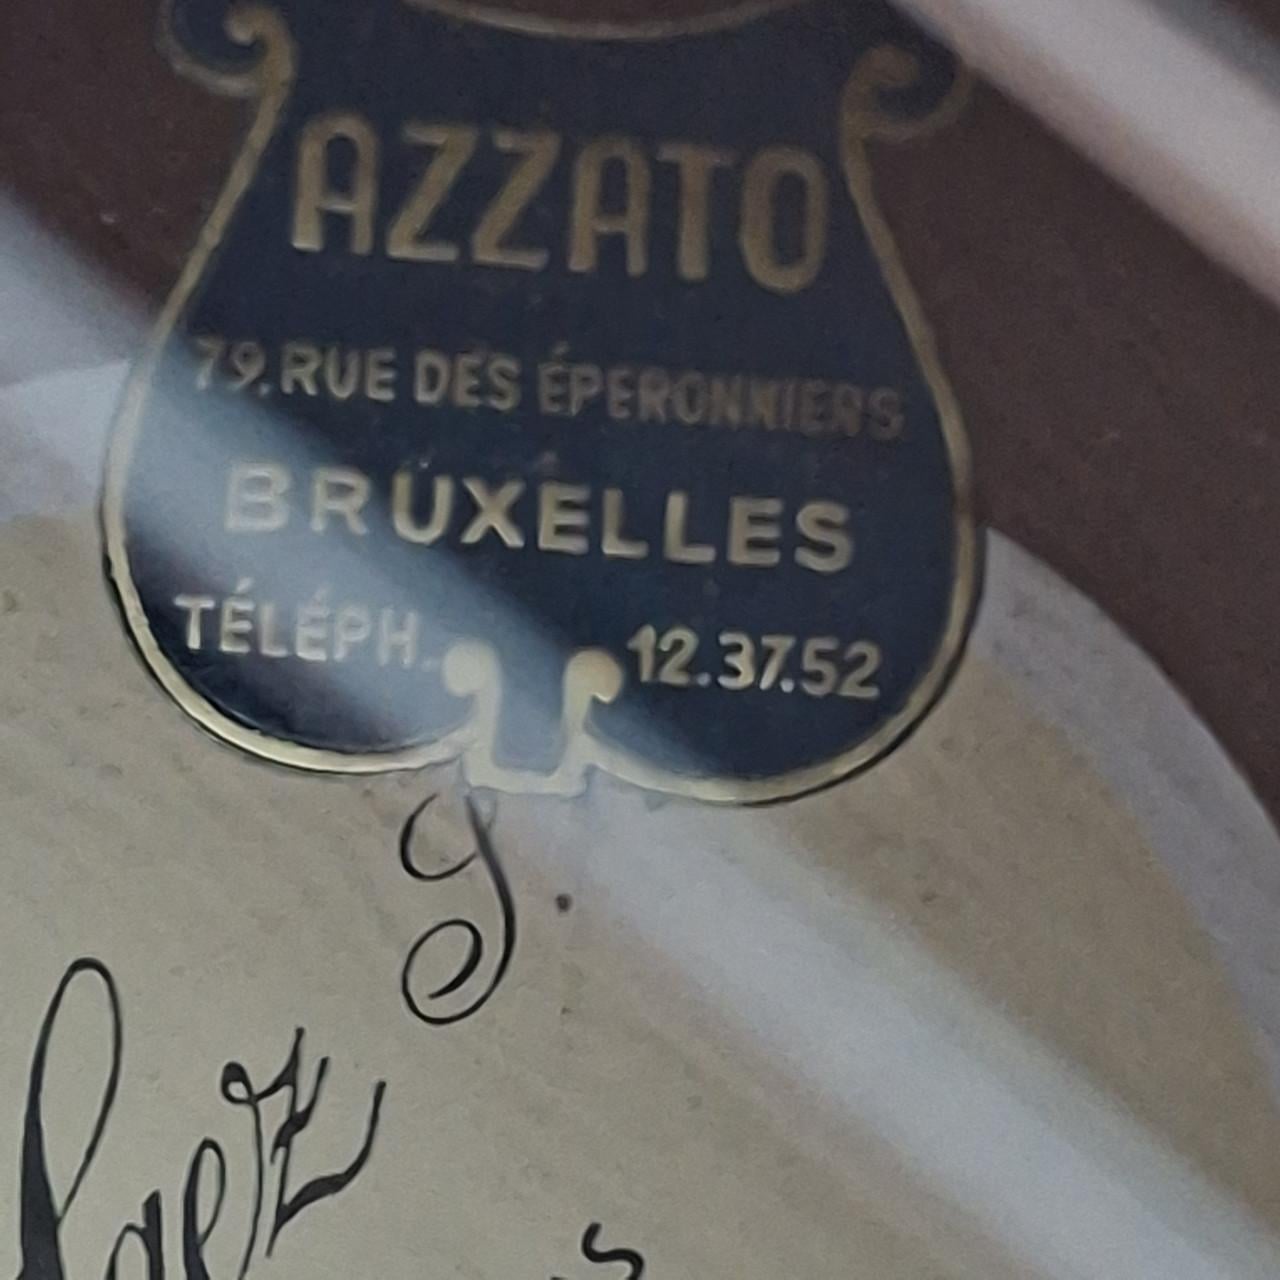 AZZATO
79. RUE DES ÉPERONNIERS
BRUXELLES
TÉLÉPH. 12.37.52